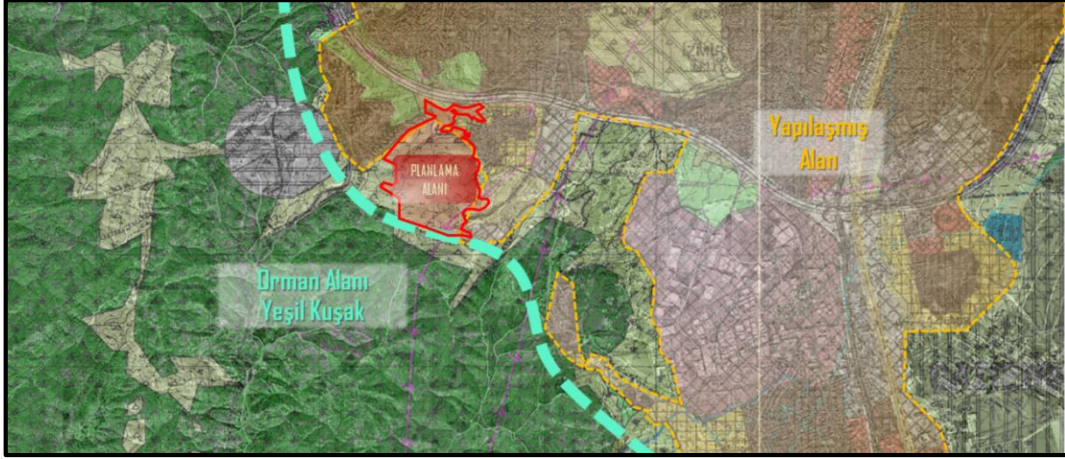 Yapılaşmış
Alan
PLANLAMA
ALANI
Orman Alanı
Yeşil Kuşak